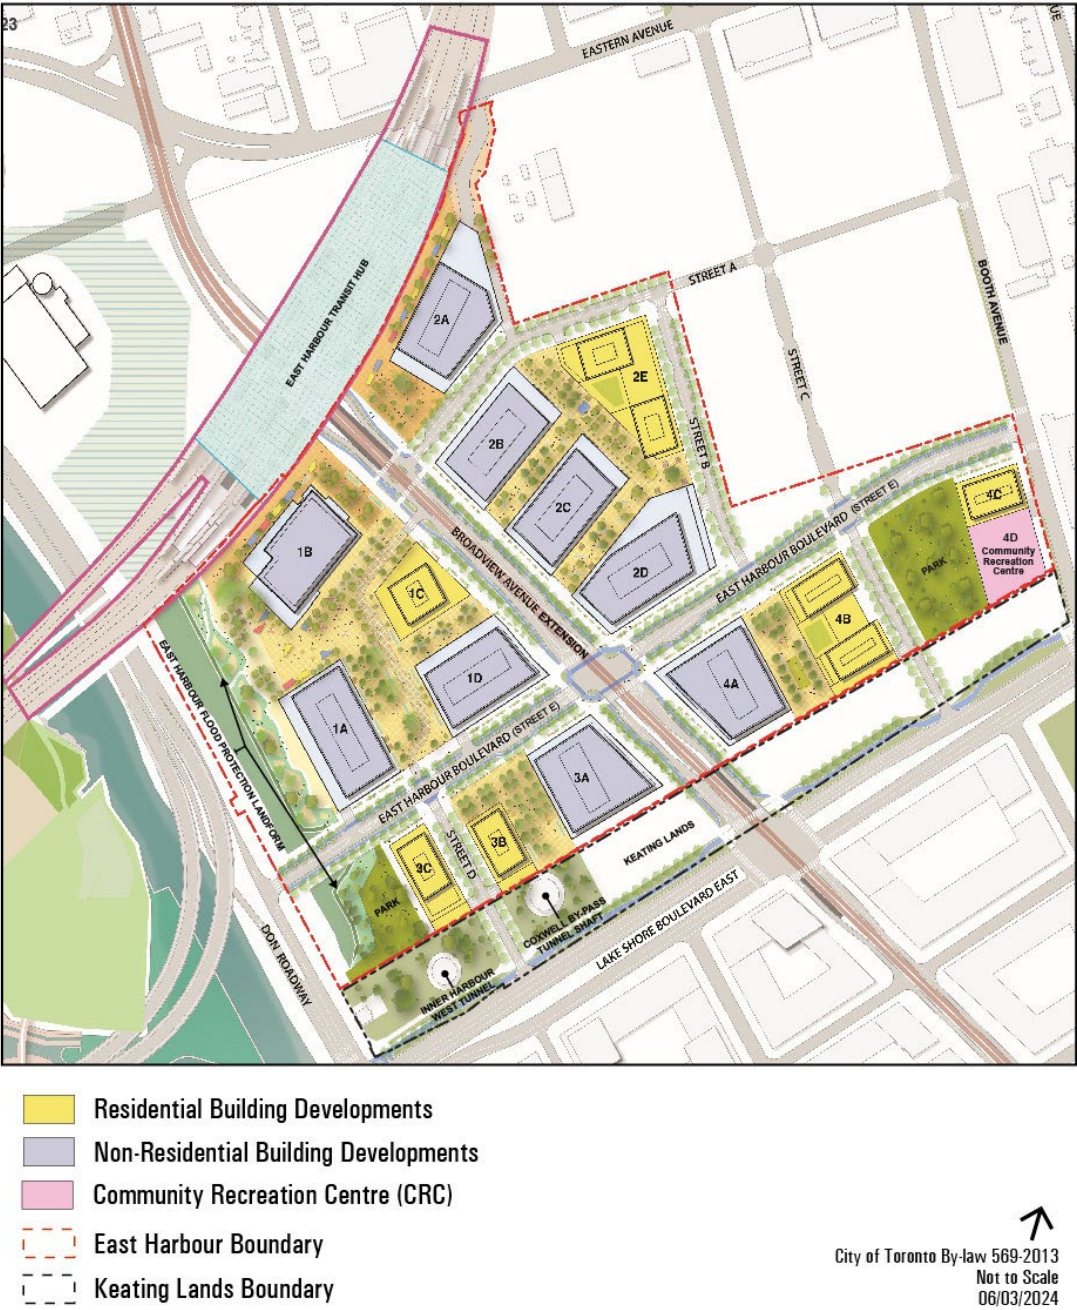 23
UE
UE
EASTERN AVENUE
EAST HARBOUR TRANSIT HUB
STREET A
BOOTH AVENUE
2A
STREET C
2E
2B
STREET B
2C
4C
1B
BROADVIEW AVENUE EXTENSION
EAST HARBOUR BOULEVARD (STREET E)
4D
Community
Recreation
Centre
2D
PARK
1C
4B
EAST HARBOUR FLOOD PROTECTION LANDFORM
1D
4A
1A
EAST HARBOUR BOULEVARD (STREET E)
3A
STREET D
3B
KEATING LANDS
3C
PARK
COXWELL BY-PASS
TUNNEL SHAFT
LAKE SHORE BOULEVARD EAST
DON ROADWAY
INNER HARBOUR
WEST TUNNEL
Residential Building Developments
Non-Residential Building Developments
Community Recreation Centre (CRC)
East Harbour Boundary
Keating Lands Boundary
City of Toronto By-law 569-2013
Not to Scale
06/03/2024